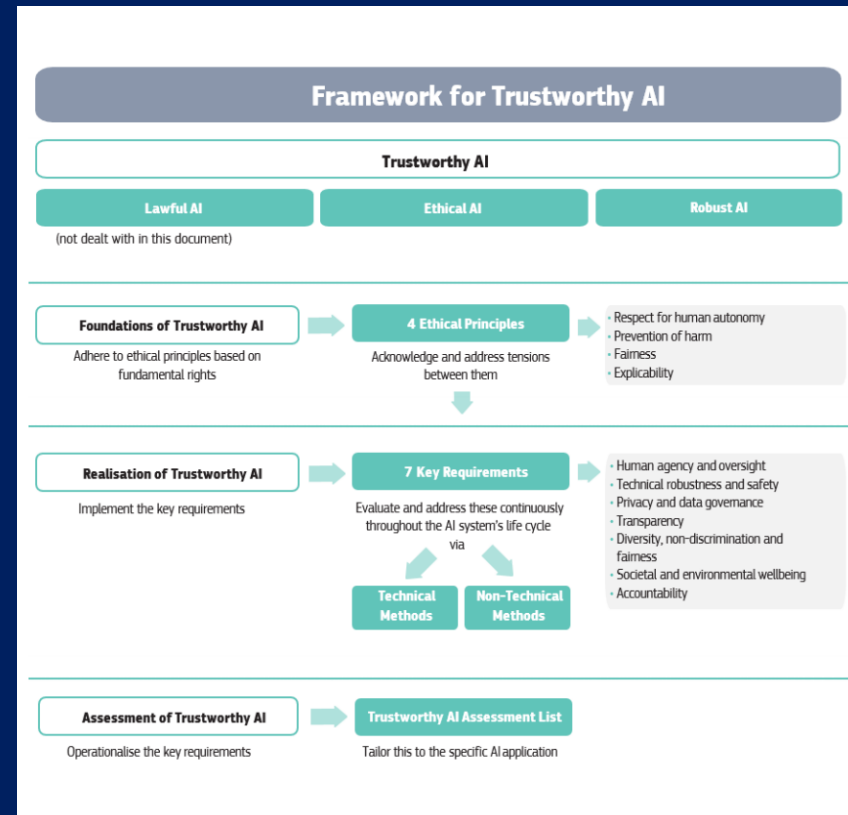 Framework for Trustworthy AI
Trustworthy AI
Lawful AI
Ethical AI
Robust AI
(not dealt with in this document)
Foundations of Trustworthy AI
Adhere to ethical principles based on
fundamental rights
4 Ethical Principles
Acknowledge and address tensions
between them
· Respect for human autonomy
· Prevention of harm
· Fairness
· Explicability
Realisation of Trustworthy AI
Implement the key requirements
7 Key Requirements
Evaluate and address these continuously
throughout the AI system's life cycle
via
Technical
Methods
Non-Technical
Methods
· Human agency and oversight
· Technical robustness and safety
· Privacy and data governance
· Transparency
· Diversity, non-discrimination and
fairness
· Societal and environmental wellbeing
· Accountability
Assessment of Trustworthy AI
Operationalise the key requirements
Trustworthy AI Assessment List
Tailor this to the specific AI application